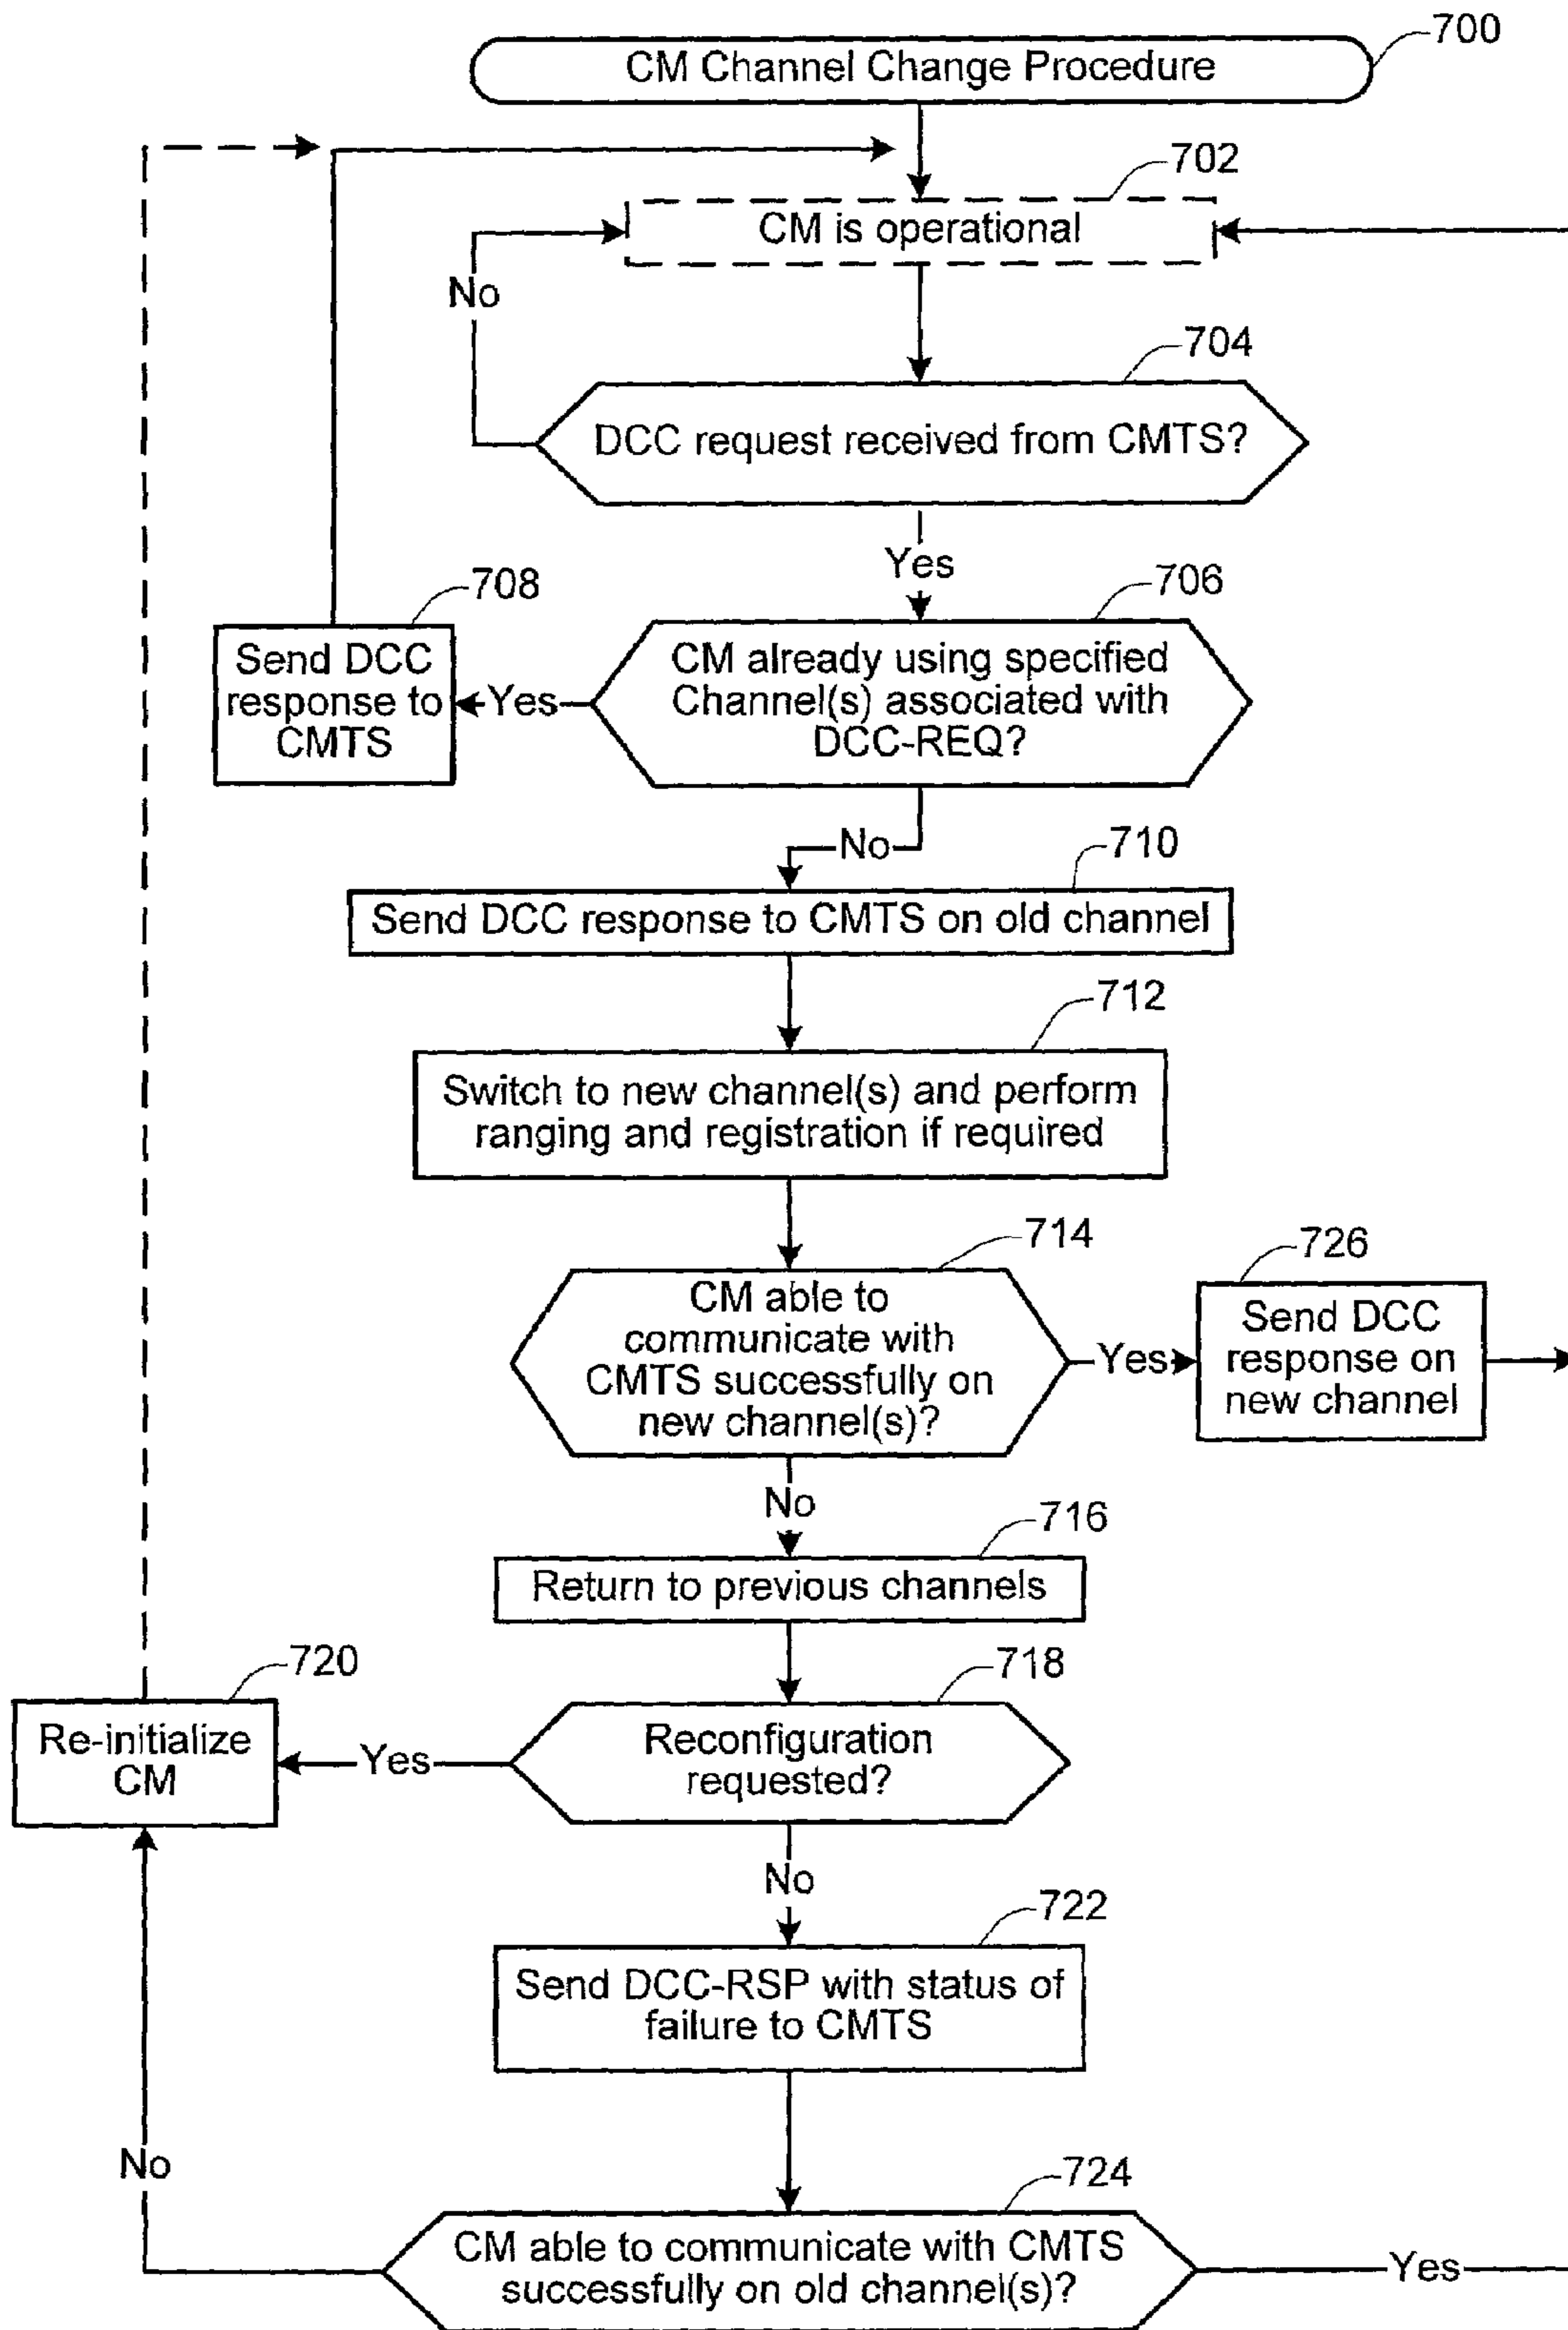 700
CM Channel Change Procedure
702
CM is operational
No
704
DCC request received from CMTS?
Yes
706
708
CM already using specified
Channel(s) associated with
DCC-REQ?
Yes
Send DCC
response to
CMTS
No
710
Send DCC response to CMTS on old channel
712
Switch to new channel(s) and perform
ranging and registration if required
714
CM able to
communicate with
CMTS successfully on
new channel(s)?
Yes
726
Send DCC
response on
new channel
No
716
Return to previous channels
718
Reconfiguration
requested?
Yes
720
Re-initialize
CM
No
722
Send DCC-RSP with status of
failure to CMTS
No
724
CM able to communicate with CMTS
successfully on old channel(s)?
Yes